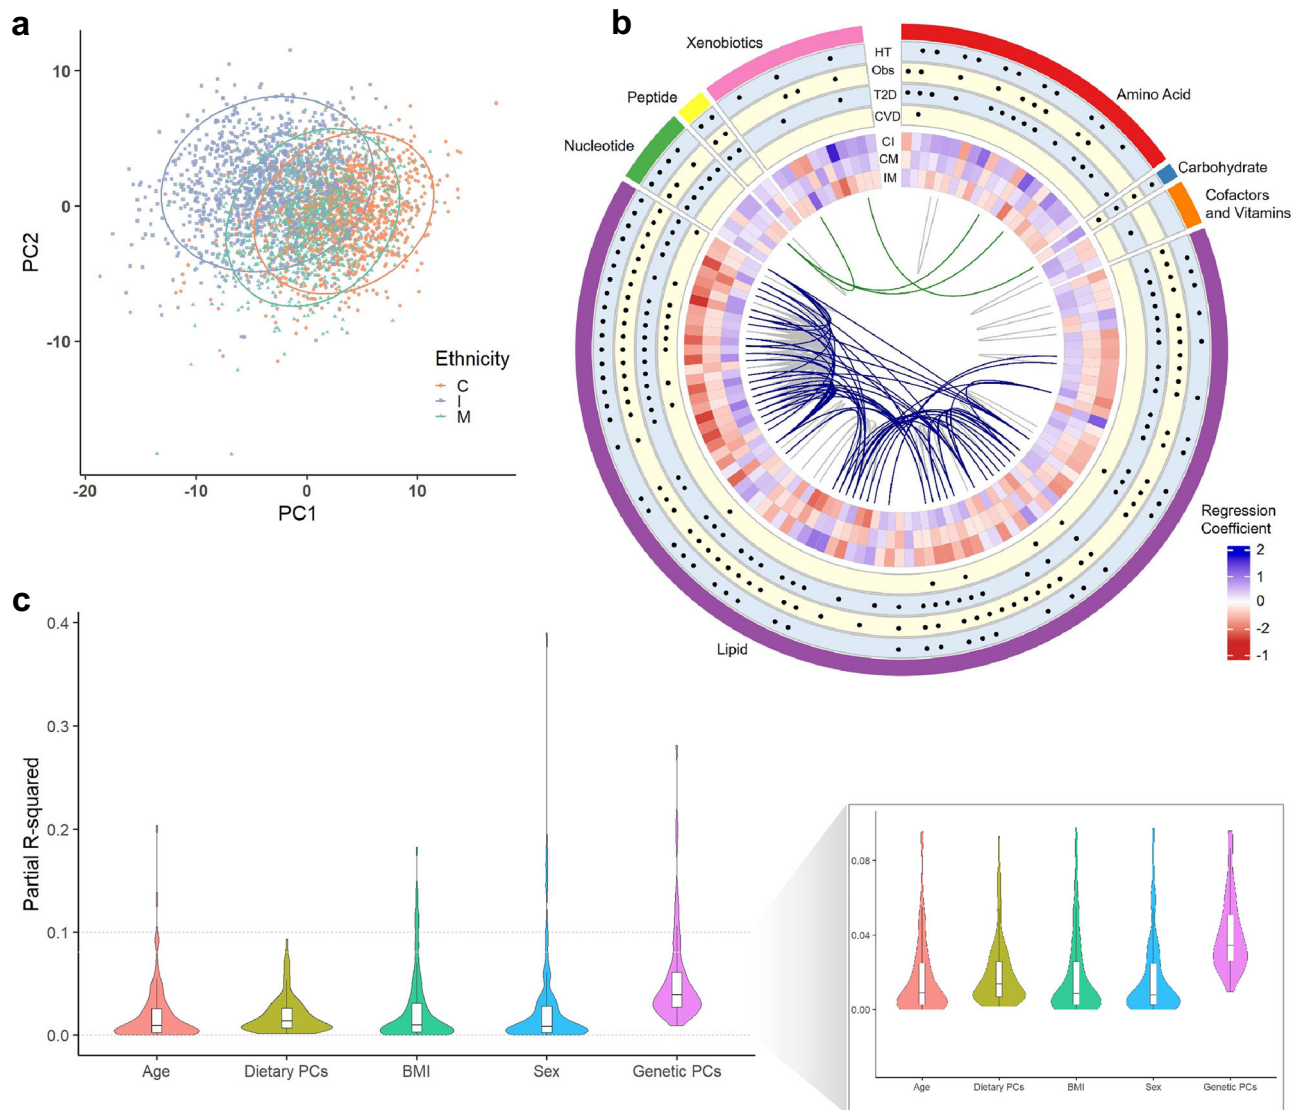 a
10
0
-10
PC2
-20
-10
0
10
PC1
Ethnicity
C
I
M
b
Xenobiotics
Peptide
Nucleotide
Amino Acid
Carbohydrate
Cofactors
and Vitamins
Lipid
HT
Obs
T2D
CVD
CI
CM
IM
Regression
Coefficient
2
1
0
-2
-1
c
0.4
0.3
0.2
0.1
0.0
Partial R-squared
Age
Dietary PCs
BMI
Sex
Genetic PCs
0.08
0.04
0.00
Age
Dietary PCs
BMI
Sex
Genetic PCs